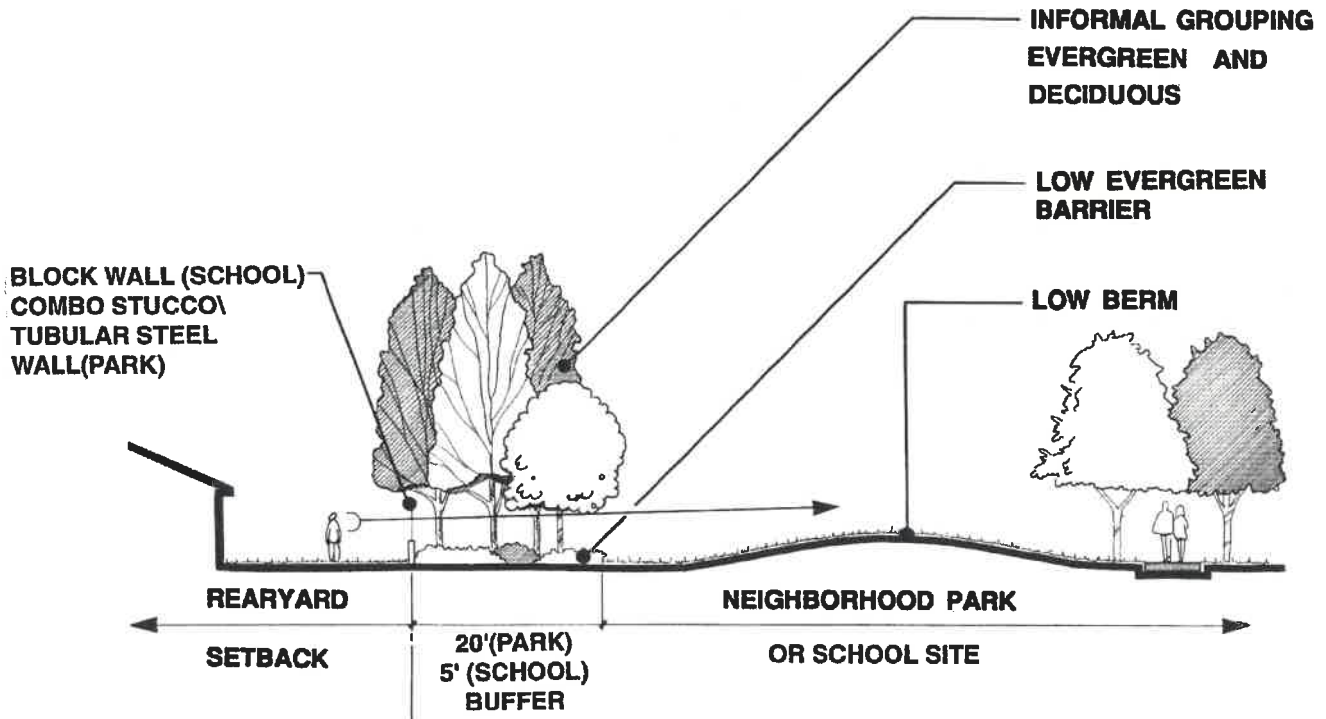 INFORMAL GROUPING
EVERGREEN AND
DECIDUOUS
LOW EVERGREEN
BARRIER
BLOCK WALL (SCHOOL)
COMBO STUCCO\
TUBULAR STEEL
WALL(PARK)
LOW BERM
REARYARD
SETBACK
20'(PARK)
5' (SCHOOL)
BUFFER
NEIGHBORHOOD PARK
OR SCHOOL SITE